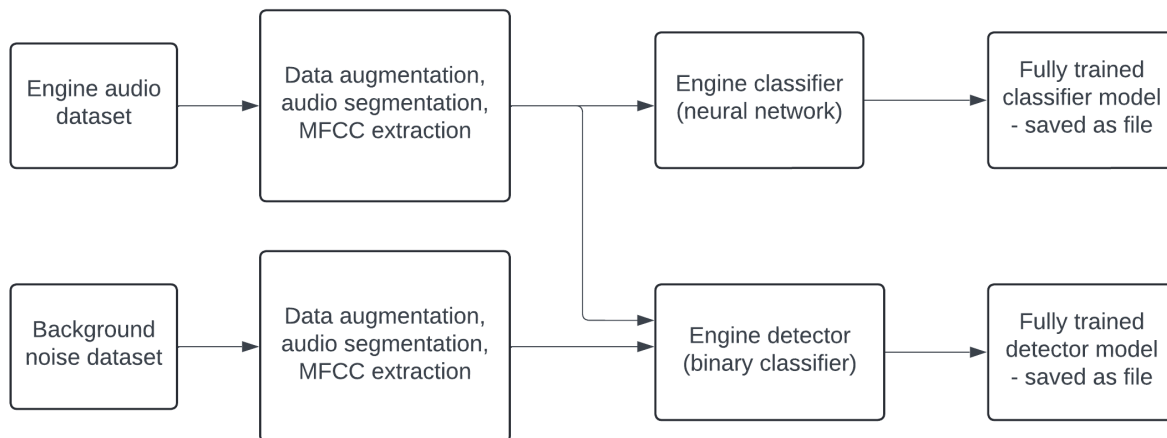 Engine audio
dataset
Data augmentation,
audio segmentation,
MFCC extraction
Engine classifier
(neural network)
Fully trained
classifier model
- saved as file
Background
noise dataset
Data augmentation,
audio segmentation,
MFCC extraction
Engine detector
(binary classifier)
Fully trained
detector model
- saved as file